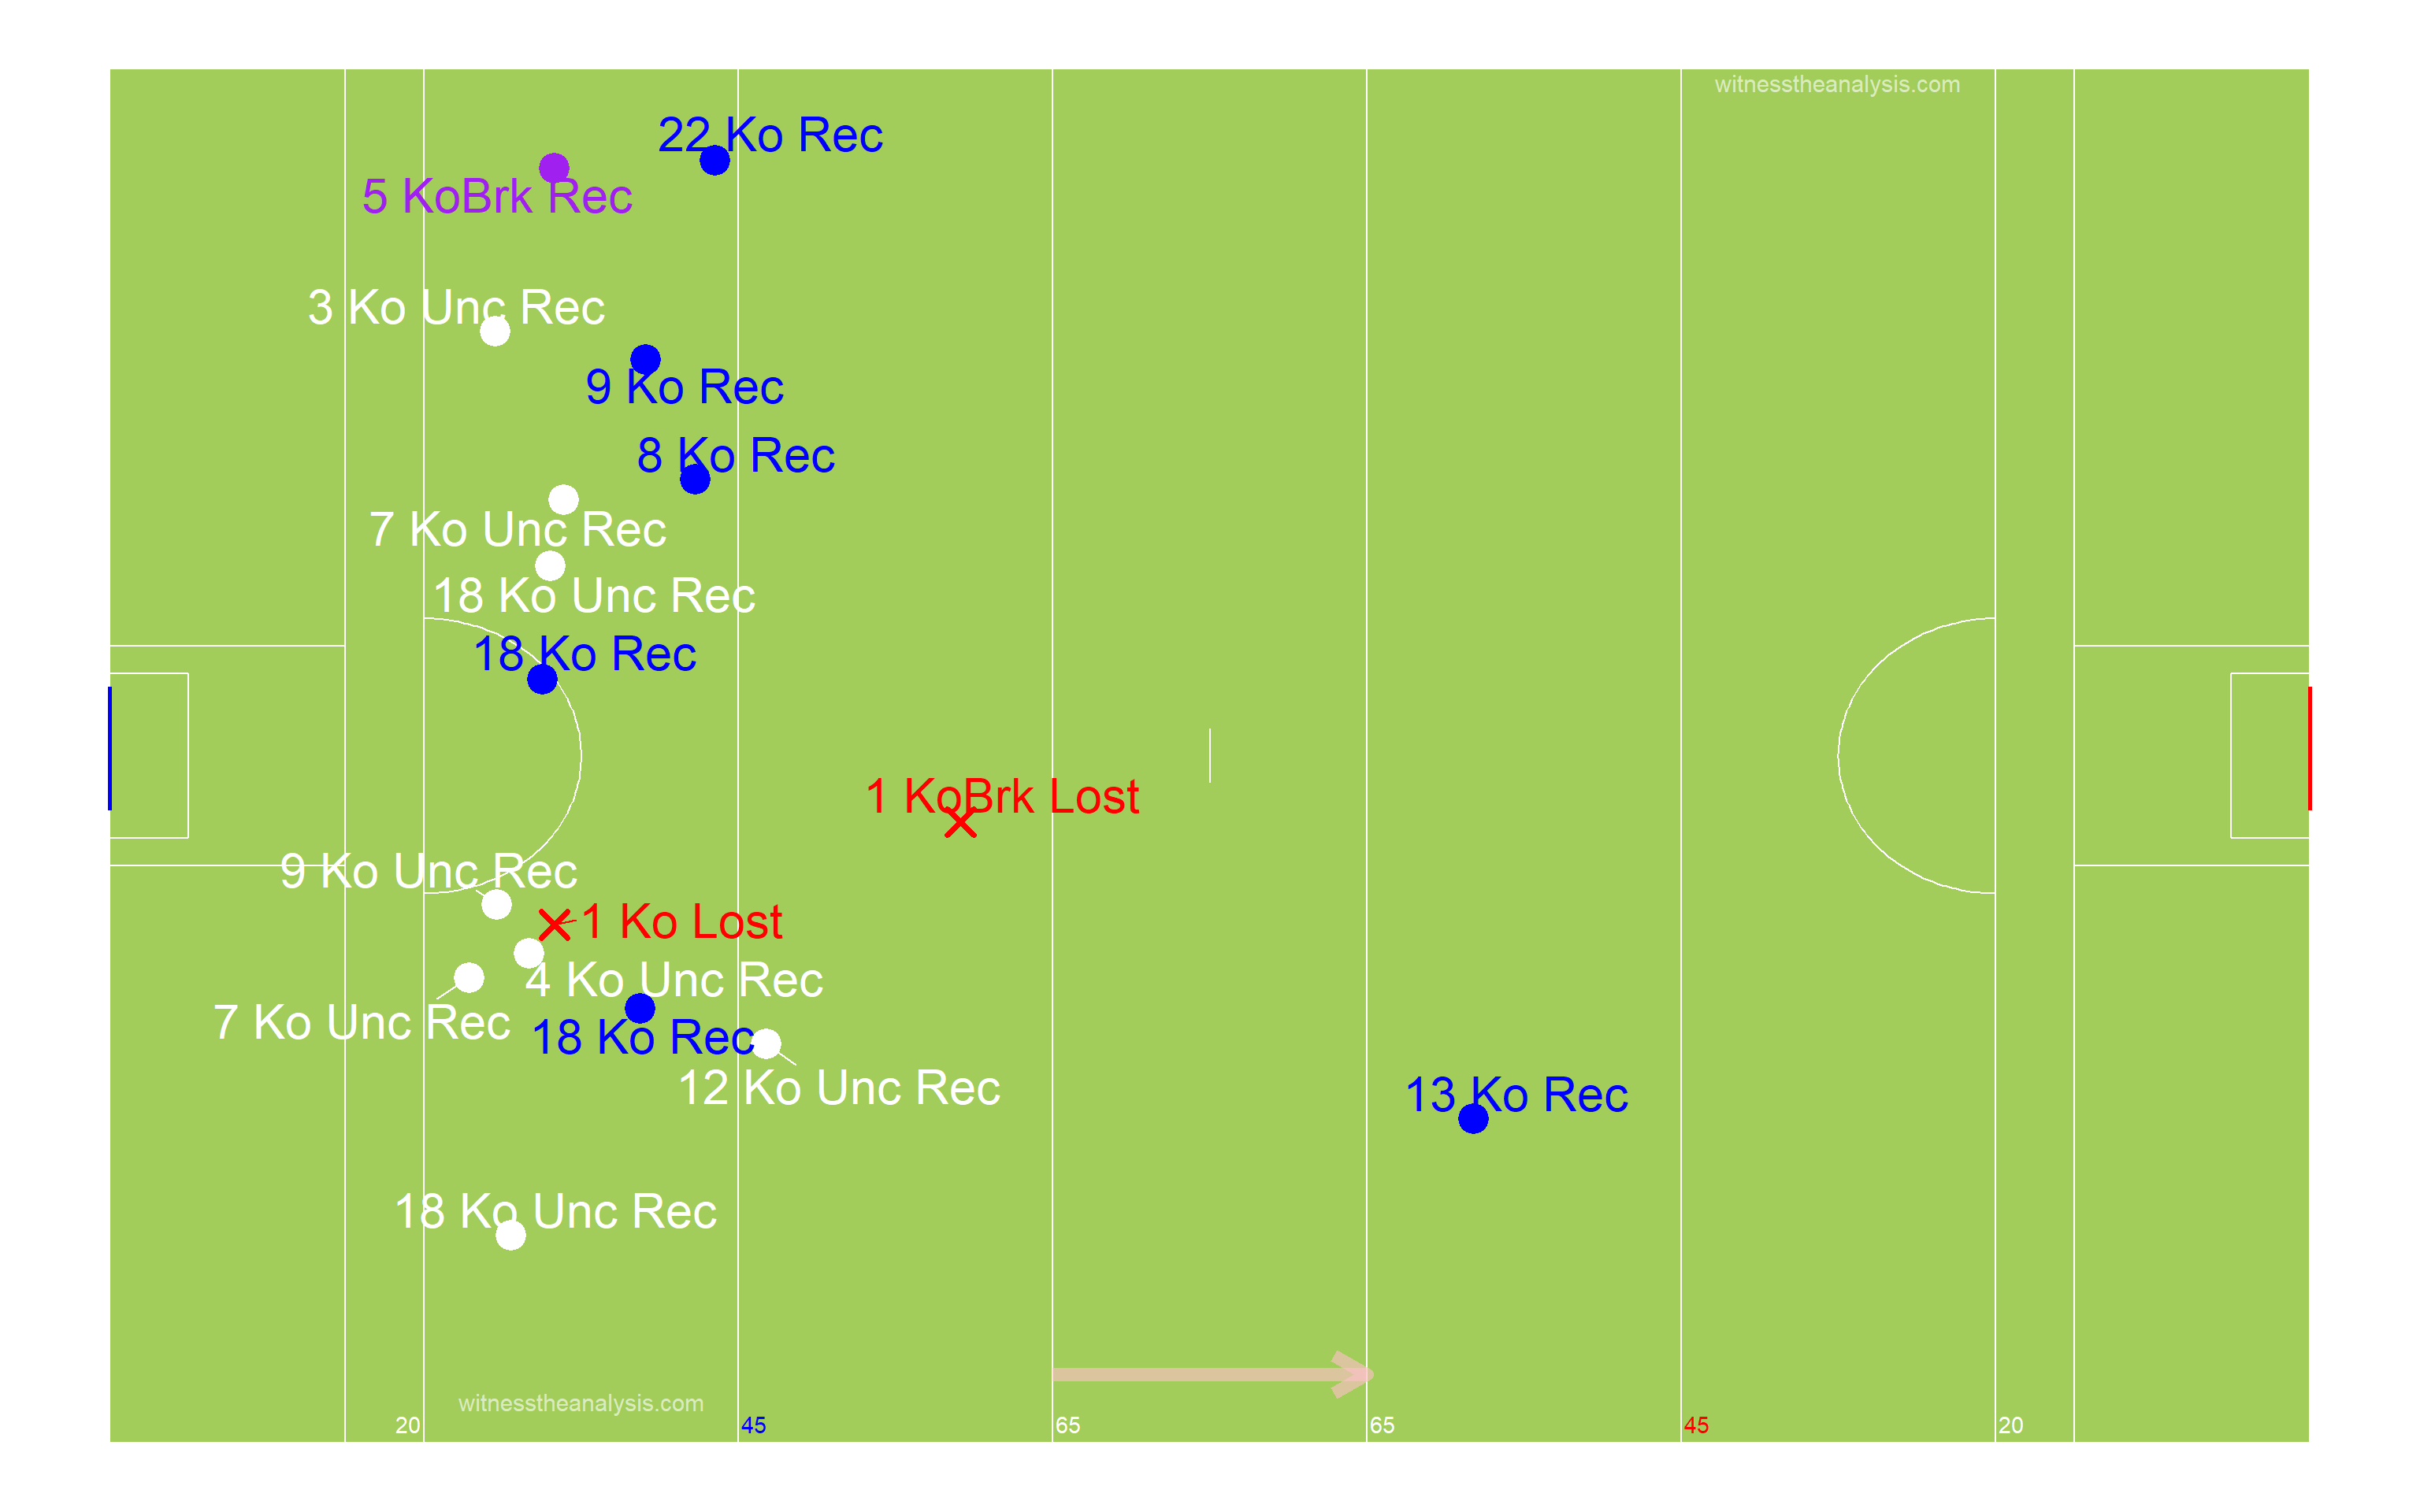 witnesstheanalysis.com
22 Ko Rec
5 KoBrk Rec
3 Ko Unc Rec
9 Ko Rec
8 Ko Rec
7 Ko Unc Rec
18 Ko Unc Rec
18 Ko Rec
1 KoBrk Lost
9 Ko Unc Rec
1 Ko Lost
4 Ko Unc Rec
7 Ko Unc Rec
18 Ko Rec
12 Ko Unc Rec
13 Ko Rec
18 Ko Unc Rec
witnesstheanalysis.com
20 45 65 65 45 20